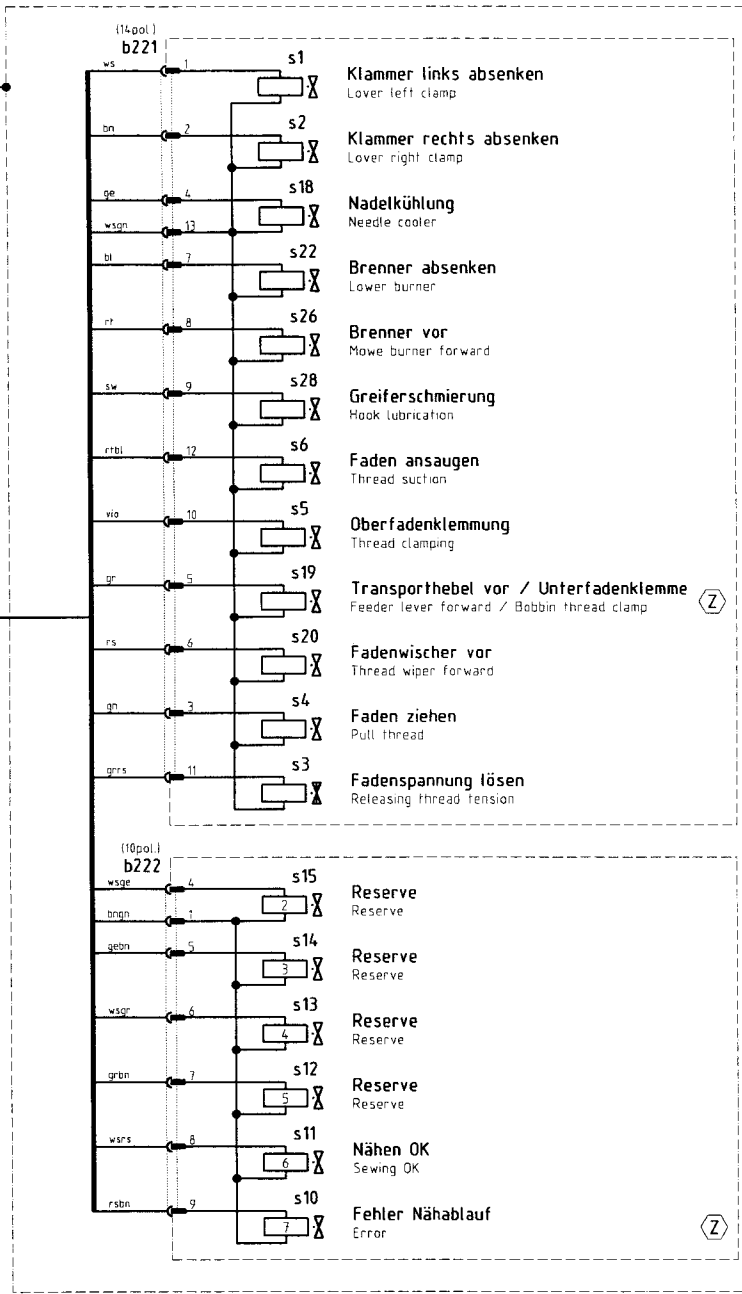 (14pol.)
b221
ws 1 s1
Klammer links absenken
Lover left clamp
bn 2 s2
Klammer rechts absenken
Lover right clamp
ge 4 s18
Nadelkühlung
Needle cooler
wsgn 13
bl 7 s22
Brenner absenken
Lower burner
rt 8 s26
Brenner vor
Mowe burner forward
sw 9 s28
Greiferschmierung
Hook lubrication
rtbl 12 s6
Faden ansaugen
Thread suction
vio 10 s5
Oberfadenklemmung
Thread clamping
gr 5 s19
Transporthebel vor / Unterfadenklemme
Feeder lever forward / Bobbin thread clamp
Z
rs 6 s20
Fadenwischer vor
Thread wiper forward
gn 3 s4
Faden ziehen
Pull thread
grrs 11 s3
Fadenspannung lösen
Releasing thread tension
(10pol.)
b222
wsge 4 s15
2
Reserve
Reserve
bngn 1
gebn 5 s14
3
Reserve
Reserve
wsgr 6 s13
4
Reserve
Reserve
grbn 7 s12
5
Reserve
Reserve
wsrs 8 s11
6
Nähen OK
Sewing OK
rsbn 9 s10
7
Fehler Nähablauf
Error
Z